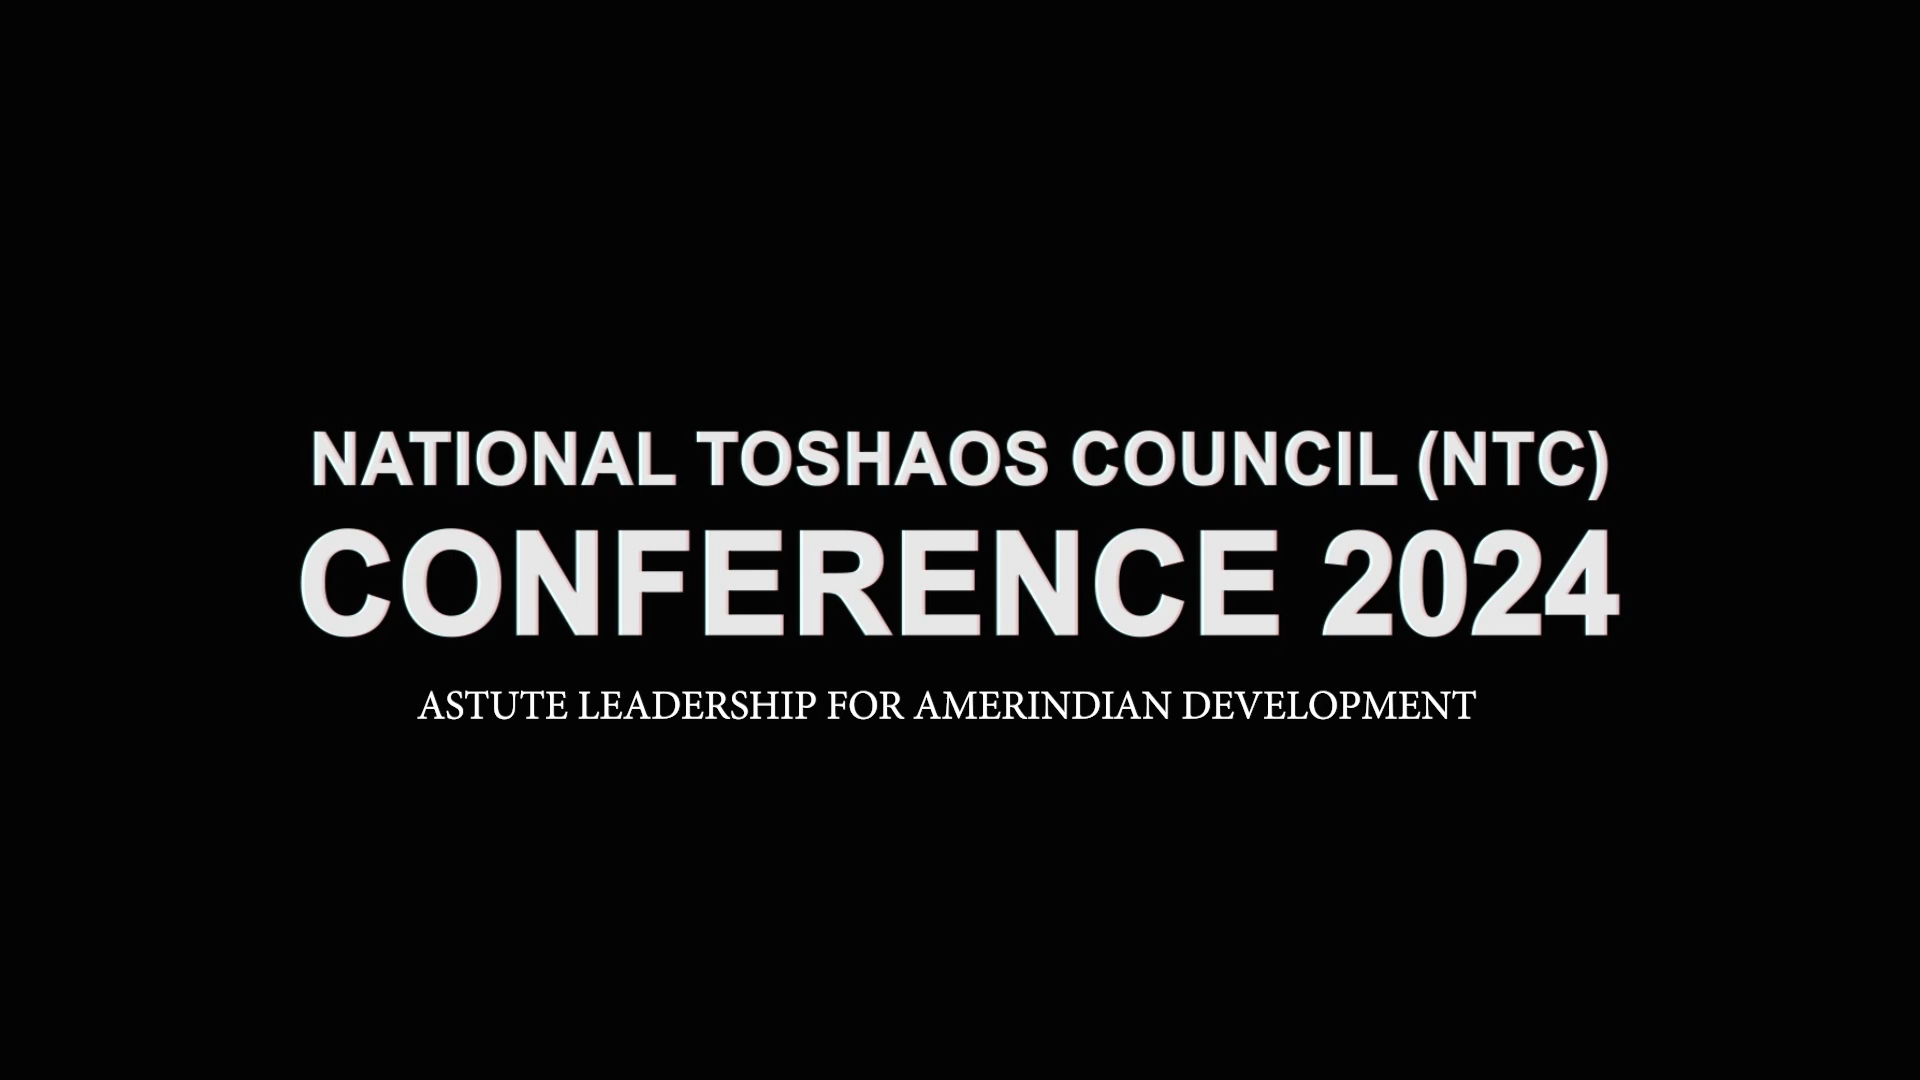 NATIONAL TOSHAOS COUNCIL (NTC)
CONFERENCE 2024
ASTUTE LEADERSHIP FOR AMERINDIAN DEVELOPMENT